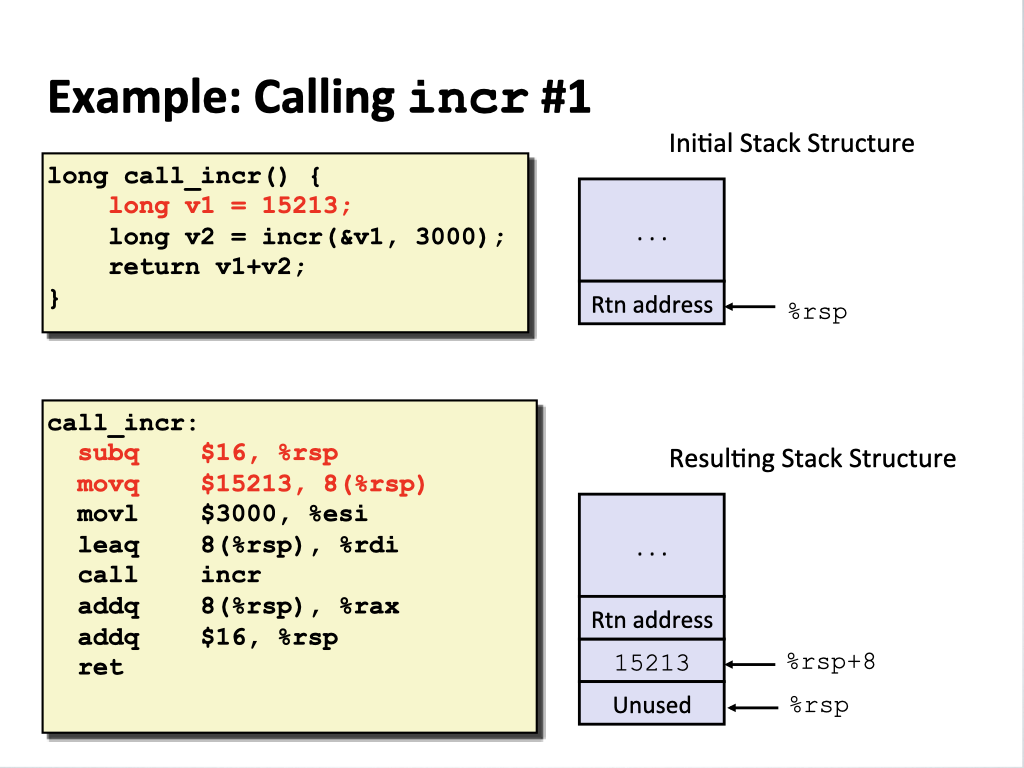 Example: Calling incr #1
Initial Stack Structure
long call_incr() {
    long v1 = 15213;
    long v2 = incr(&v1, 3000);
    return v1+v2;
}
...
Rtn address
%rsp
call_incr:
  subq    $16, %rsp
  movq    $15213, 8(%rsp)
  movl    $3000, %esi
  leaq    8(%rsp), %rdi
  call    incr
  addq    8(%rsp), %rax
  addq    $16, %rsp
  ret
Resulting Stack Structure
...
Rtn address
15213
%rsp+8
Unused
%rsp